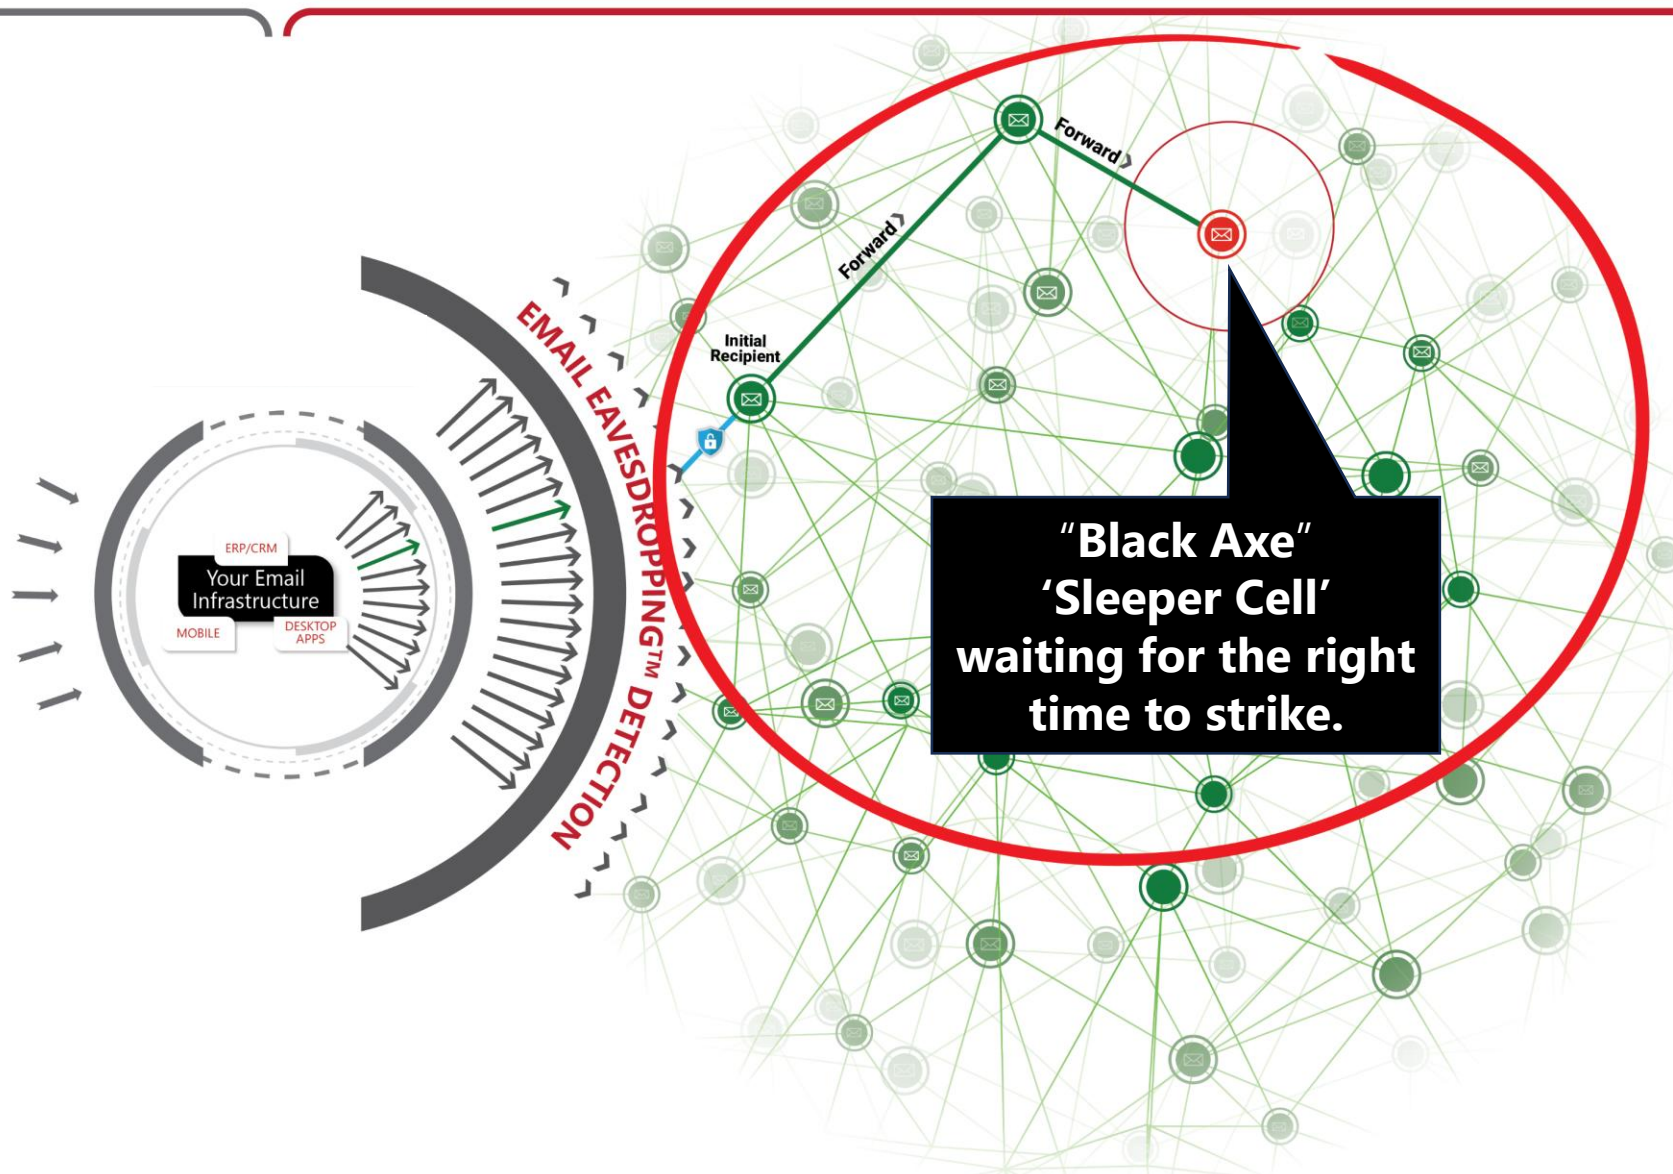 ERP/CRM
Your Email
Infrastructure
MOBILE
DESKTOP
APPS
EMAIL EAVESDROPPING™ DETECTION
Initial
Recipient
Forward
Forward
“Black Axe”
‘Sleeper Cell’
waiting for the right
time to strike.